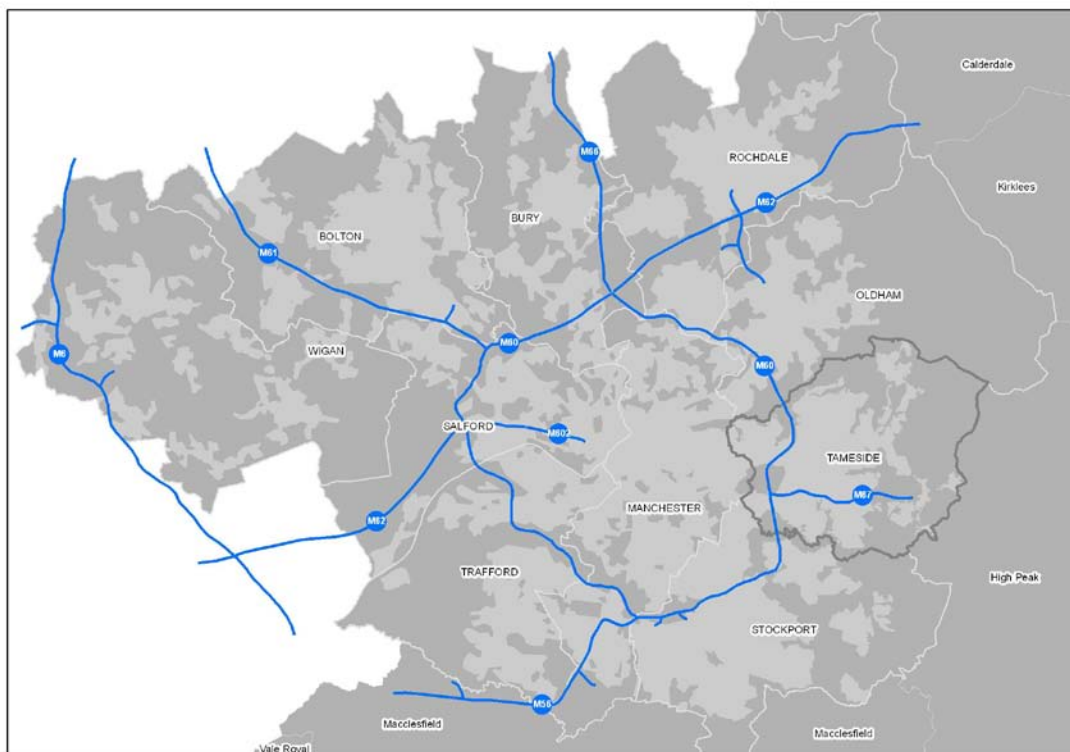 Calderdale
M66
ROCHDALE
Kirklees
M62
BURY
BOLTON
M61
OLDHAM
M60
WIGAN
M6
M60
SALFORD
M602
TAMESIDE
M67
MANCHESTER
M62
TRAFFORD
High Peak
STOCKPORT
M56
Macclesfield
Macclesfield
Vale Royal